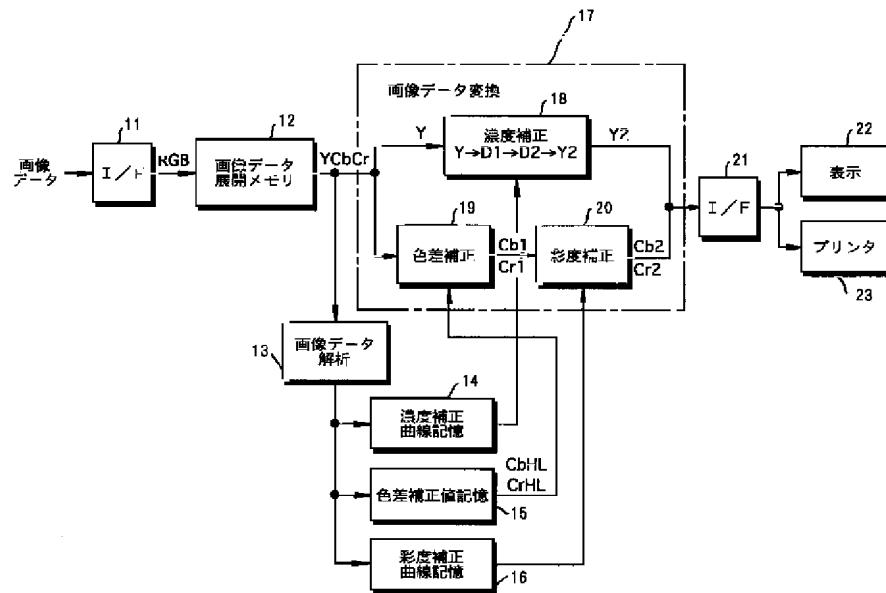 17
画像データ変換
18
11
12
Y
濃度補正
Y→D1→D2→Y2
Y2
22
画像
データ
I/F
RGB
画像データ
展開メモリ
YCbCr
21
表示
19
20
I/F
色差補正
Cb1
Cr1
彩度補正
Cb2
Cr2
プリンタ
23
13
画像データ
解析
14
濃度補正
曲線記憶
CbHL
CrHL
色差補正値記憶
15
彩度補正
曲線記憶
16